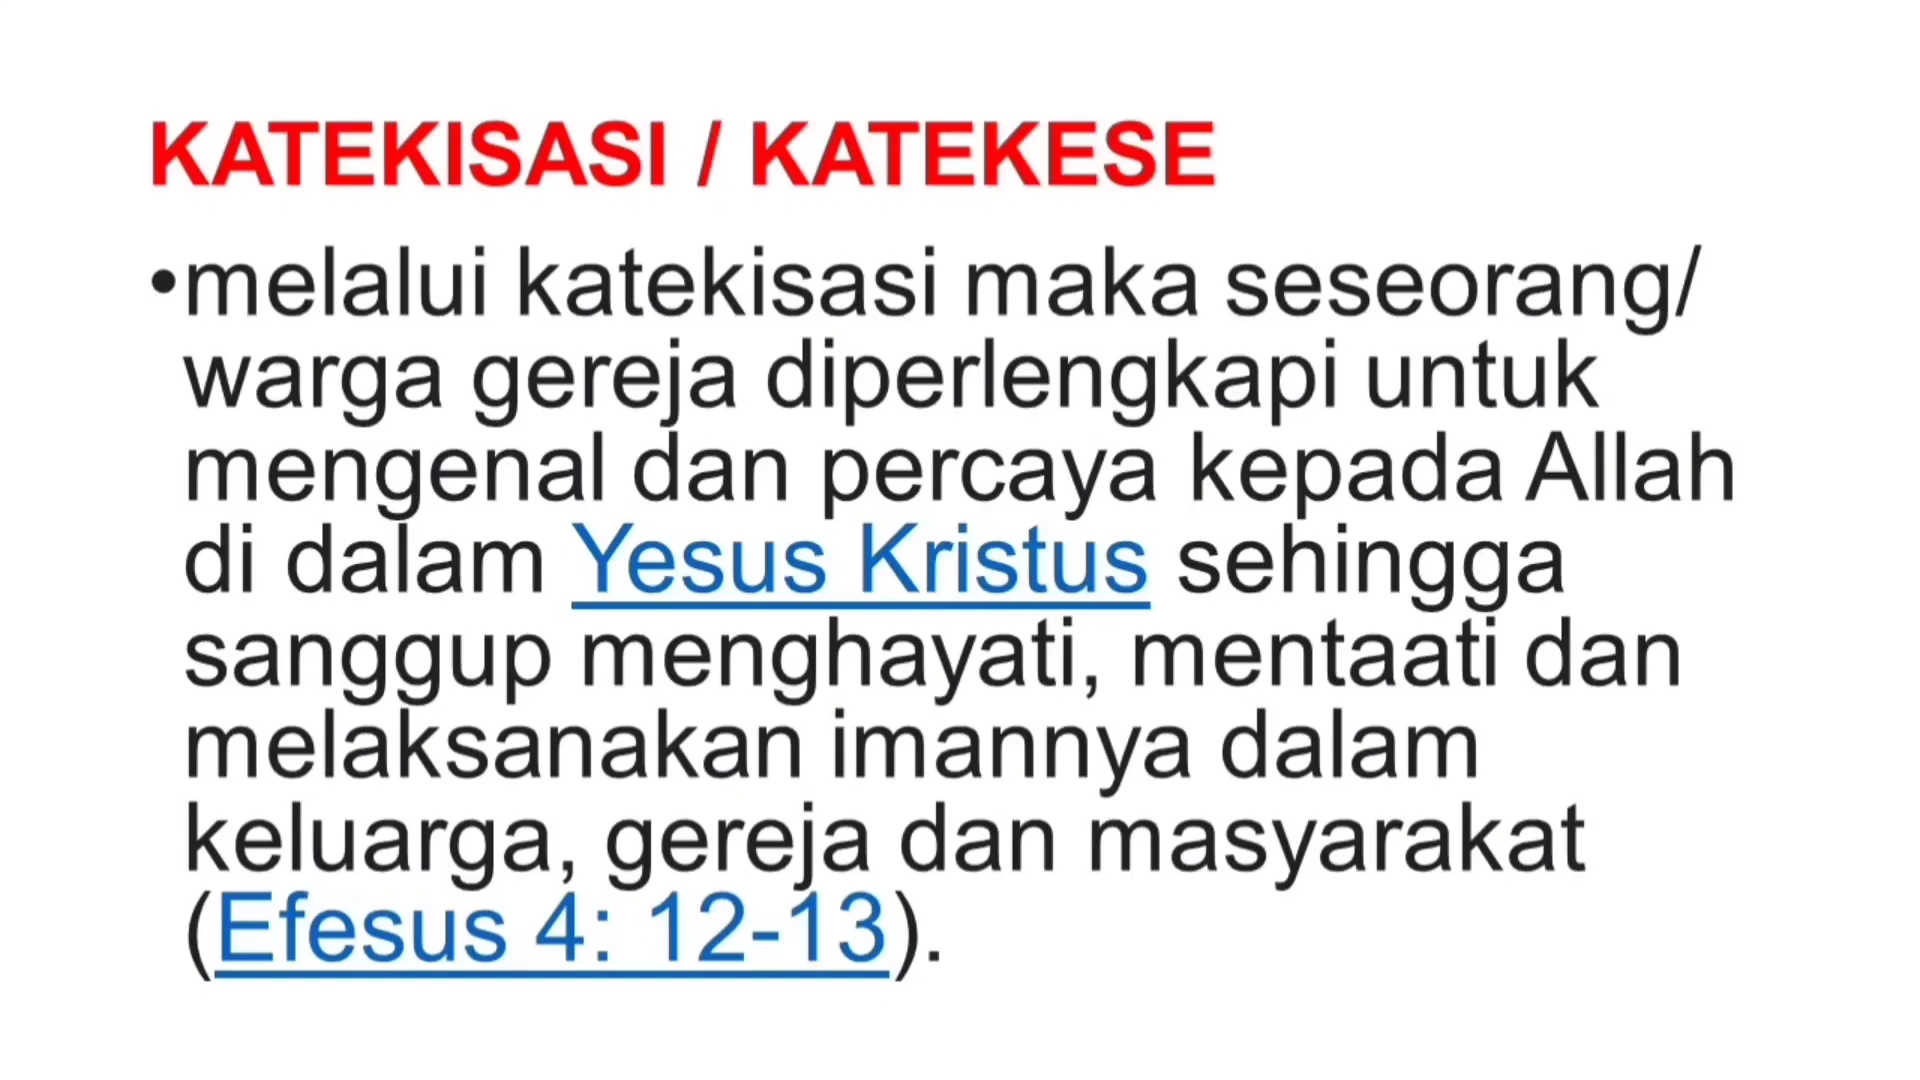 KATEKISASI / KATEKESE
•melalui katekisasi maka seseorang/
warga gereja diperlengkapi untuk
mengenal dan percaya kepada Allah
di dalam Yesus Kristus sehingga
sanggup menghayati, mentaati dan
melaksanakan imannya dalam
keluarga, gereja dan masyarakat
(Efesus 4: 12-13).